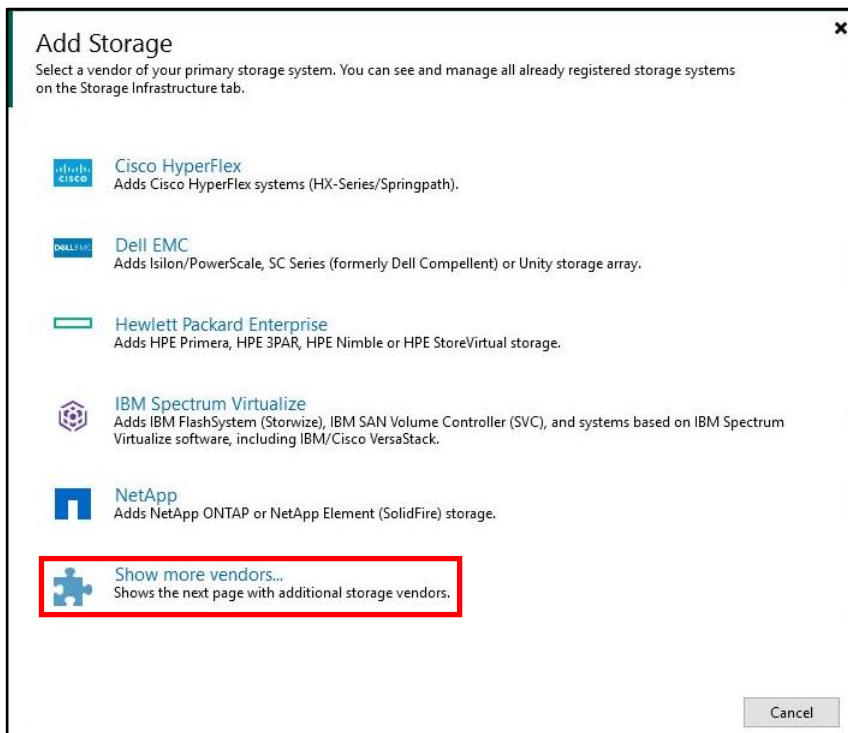 Add Storage
Select a vendor of your primary storage system. You can see and manage all already registered storage systems
on the Storage Infrastructure tab.
CISCO
Cisco HyperFlex
Adds Cisco HyperFlex systems (HX-Series/Springpath).
DELLEMC
Dell EMC
Adds Isilon/PowerScale, SC Series (formerly Dell Compellent) or Unity storage array.
Hewlett Packard Enterprise
Adds HPE Primera, HPE 3PAR, HPE Nimble or HPE StoreVirtual storage.
IBM Spectrum Virtualize
Adds IBM FlashSystem (Storwize), IBM SAN Volume Controller (SVC), and systems based on IBM Spectrum
Virtualize software, including IBM/Cisco VersaStack.
NetApp
Adds NetApp ONTAP or NetApp Element (SolidFire) storage.
Show more vendors...
Shows the next page with additional storage vendors.
Cancel